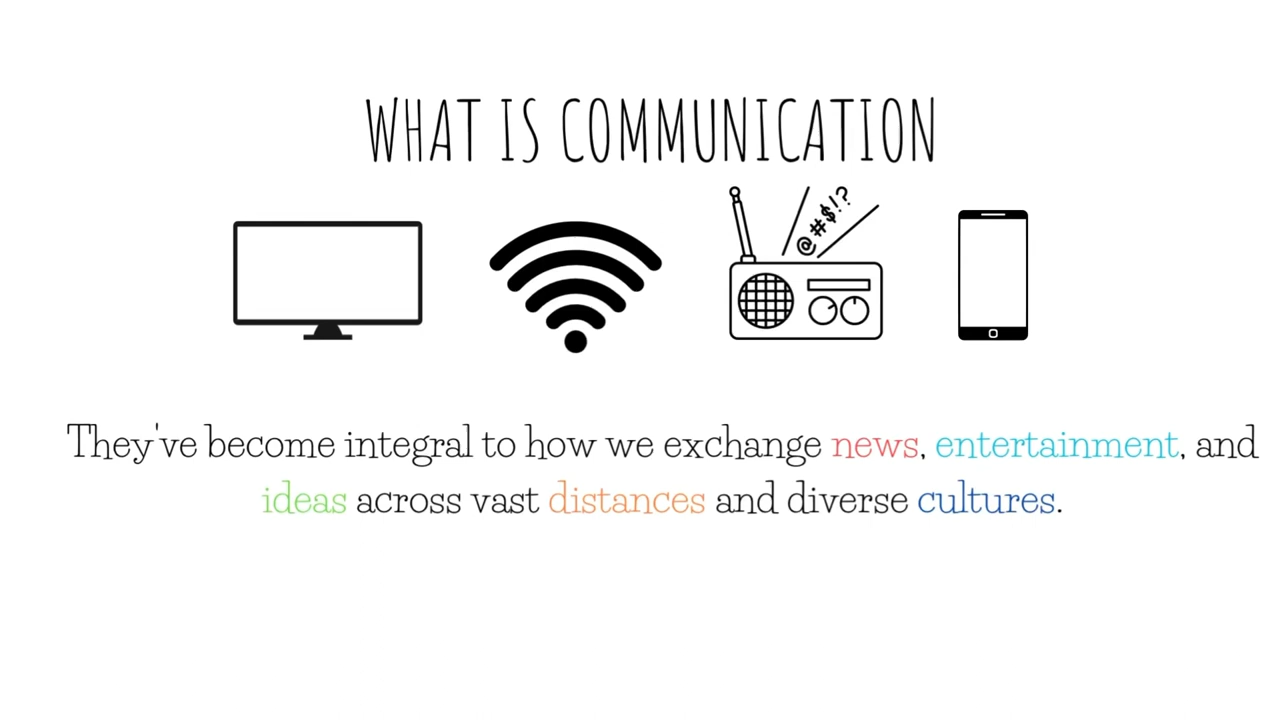 WHAT IS COMMUNICATION
@#$!?
They've become integral to how we exchange news, entertainment, and
ideas across vast distances and diverse cultures.